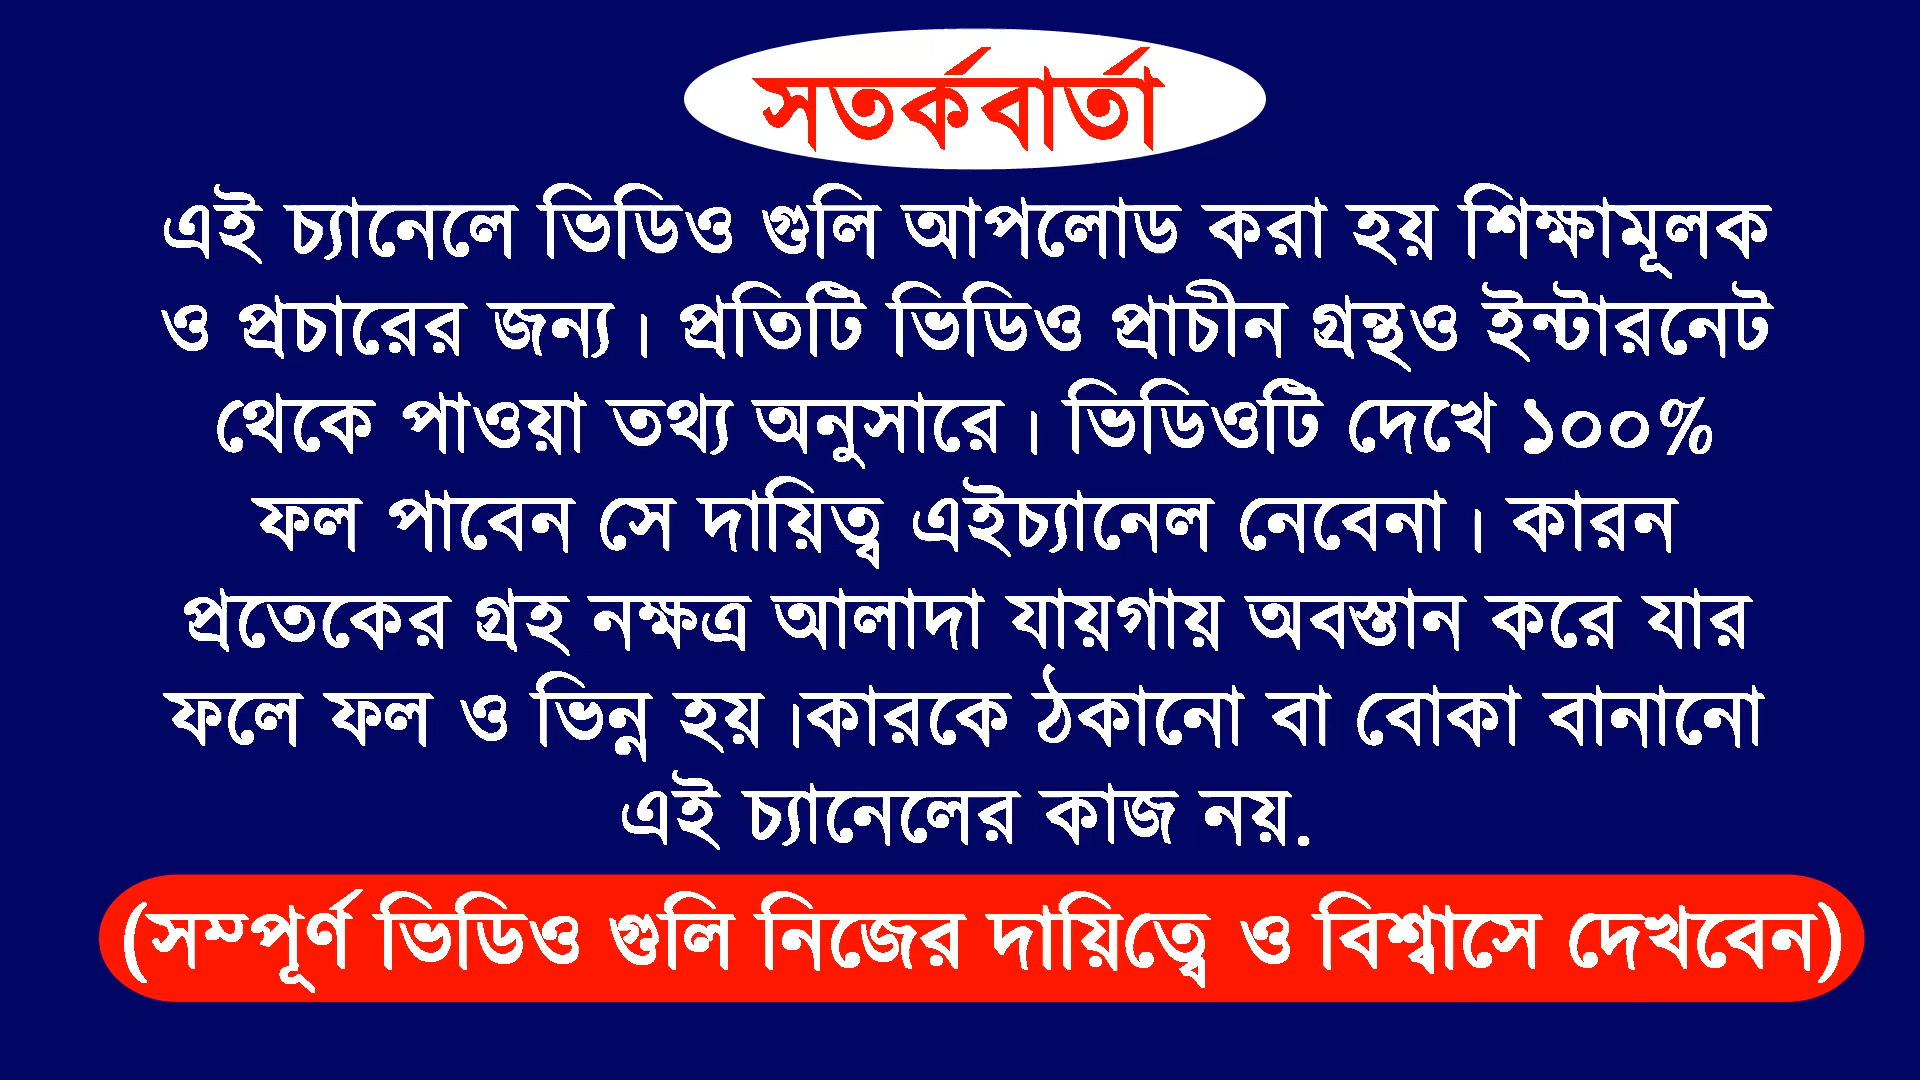 সতর্কবার্তা
এই চ্যানেলে ভিডিও গুলি আপলোড করা হয় শিক্ষামূলক
ও প্রচারের জন্য। প্রতিটি ভিডিও প্রাচীন গ্রন্থও ইন্টারনেট
থেকে পাওয়া তথ্য অনুসারে। ভিডিওটি দেখে ১০০%
ফল পাবেন সে দায়িত্ব এইচ্যানেল নেবেনা। কারন
প্রতেকের গ্রহ নক্ষত্র আলাদা যায়গায় অবস্তান করে যার
ফলে ফল ও ভিন্ন হয়।কারকে ঠকানো বা বোকা বানানো
এই চ্যানেলের কাজ নয়.
(সম্পূর্ণ ভিডিও গুলি নিজের দায়িত্বে ও বিশ্বাসে দেখবেন)